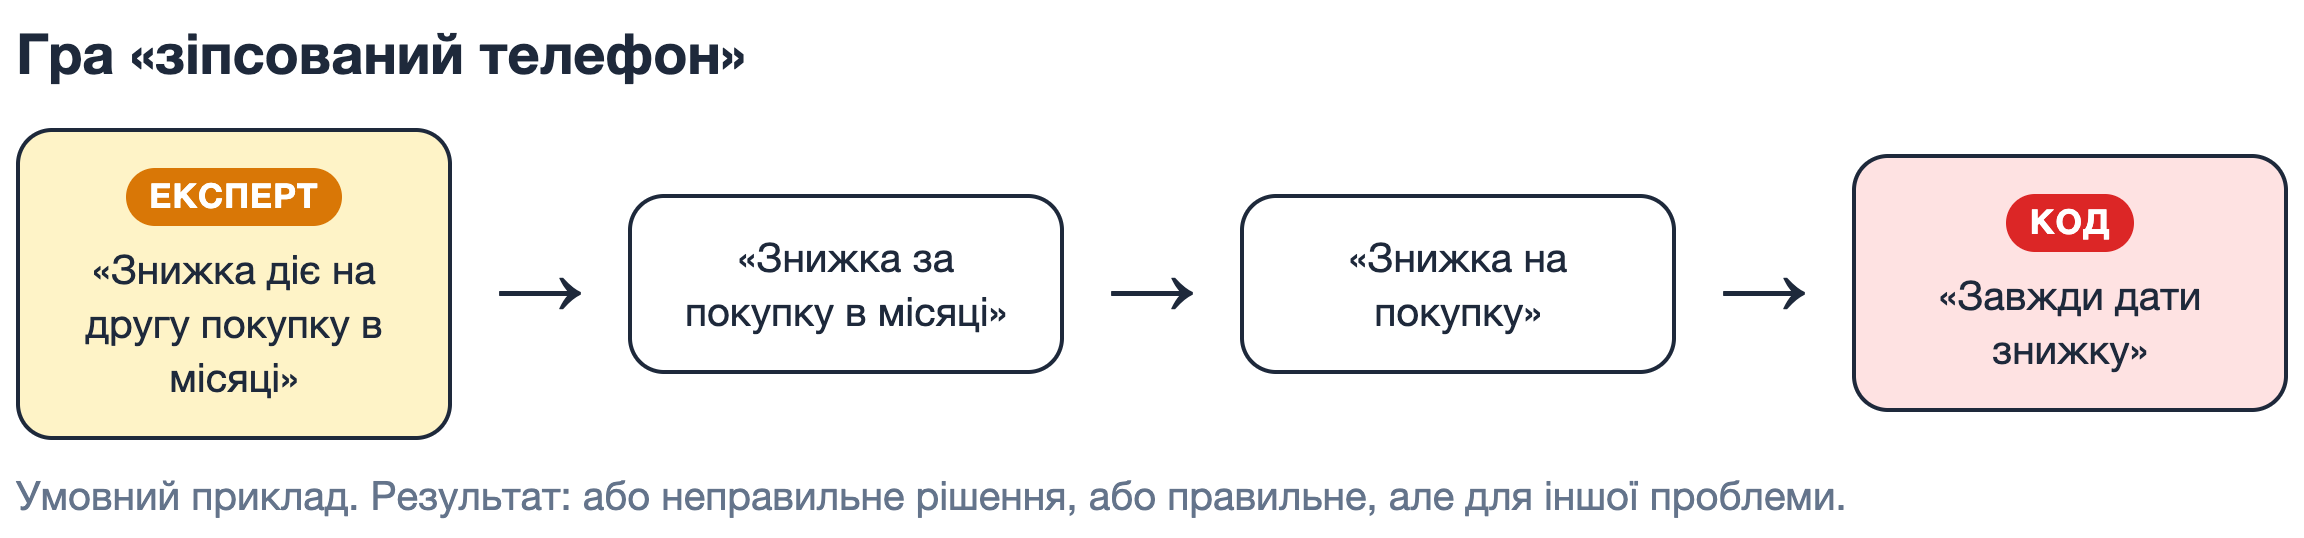 Гра «зіпсований телефон»
ЕКСПЕРТ
«Знижка діє на
другу покупку в
місяці»
«Знижка за
покупку в місяці»
«Знижка на
покупку»
КОД
«Завжди дати
знижку»
Умовний приклад. Результат: або неправильне рішення, або правильне, але для іншої проблеми.